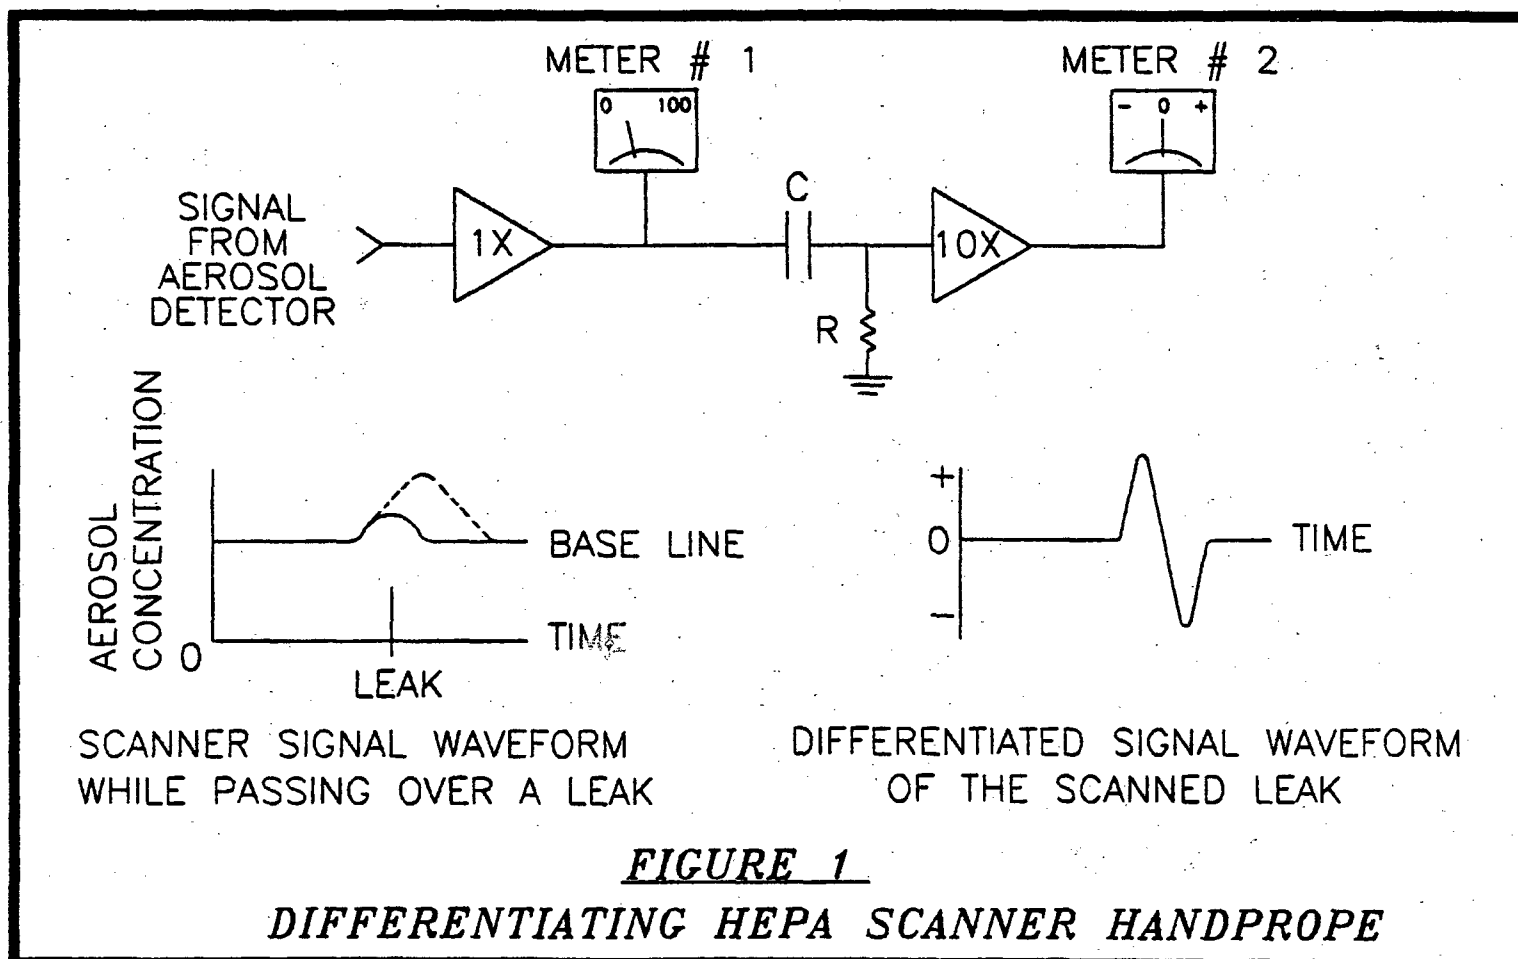 METER # 1
METER # 2
0 100
- 0 +
SIGNAL
FROM
AEROSOL
DETECTOR
1X
C
10X
R
AEROSOL
CONCENTRATION
BASE LINE
0
TIME
LEAK
+
0
-
TIME
SCANNER SIGNAL WAVEFORM
WHILE PASSING OVER A LEAK
DIFFERENTIATED SIGNAL WAVEFORM
OF THE SCANNED LEAK
FIGURE 1
DIFFERENTIATING HEPA SCANNER HANDPROPE